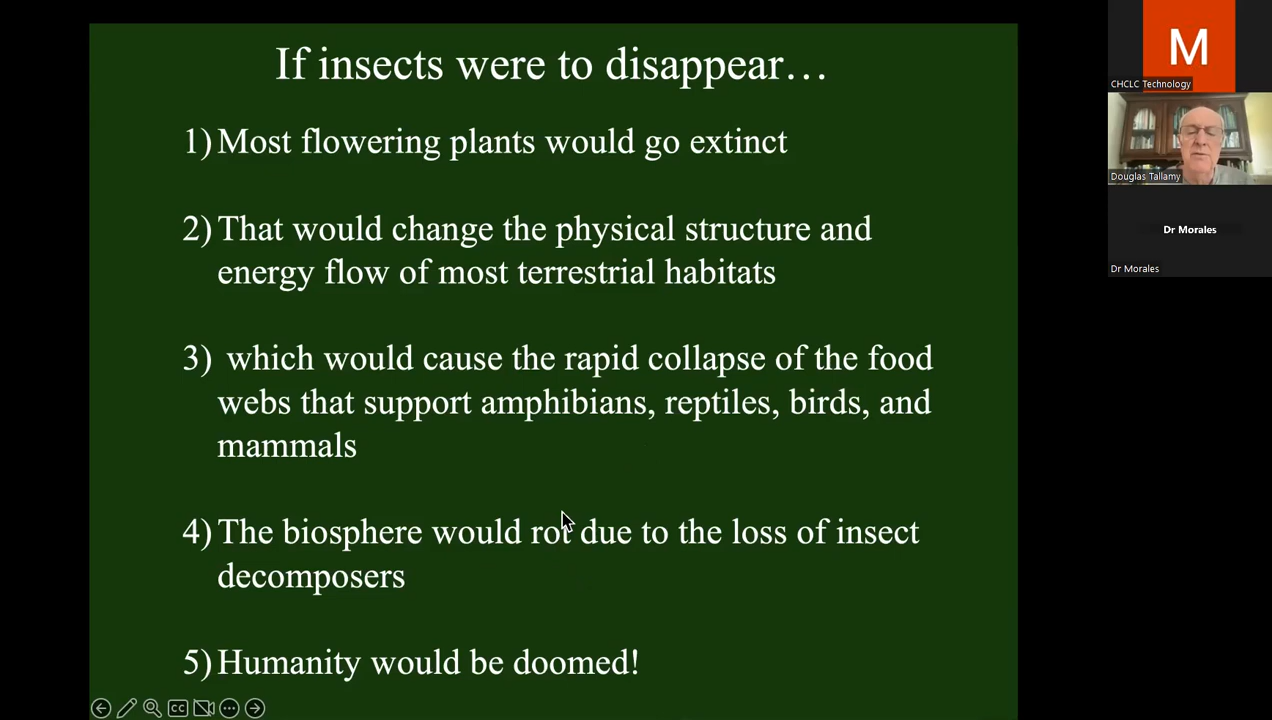 If insects were to disappear…
1) Most flowering plants would go extinct
2) That would change the physical structure and
energy flow of most terrestrial habitats
3) which would cause the rapid collapse of the food
webs that support amphibians, reptiles, birds, and
mammals
4) The biosphere would rot due to the loss of insect
decomposers
5) Humanity would be doomed!
CC
M
CHCLC Technology
Douglas Tallamy
Dr Morales
Dr Morales